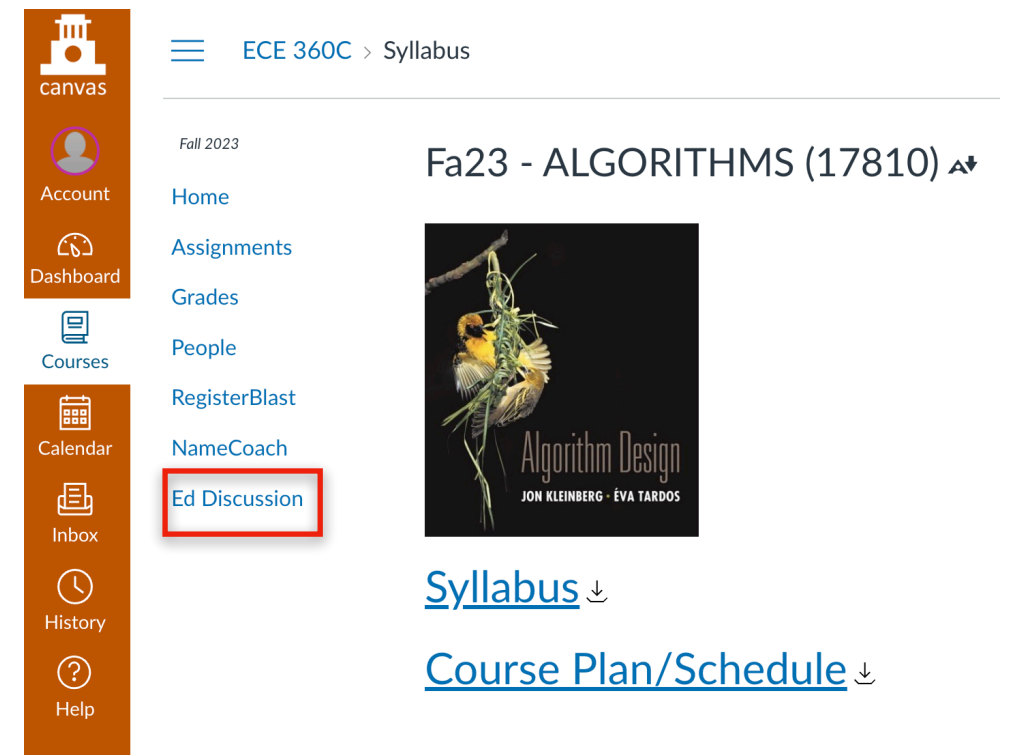 canvas
Account
Dashboard
Courses
Calendar
Inbox
History
Help
ECE 360C > Syllabus
Fall 2023
Home
Assignments
Grades
People
RegisterBlast
NameCoach
Ed Discussion
Fa23 - ALGORITHMS (17810)
Algorithm Design
JON KLEINBERG · ÉVA TARDOS
Syllabus
Course Plan/Schedule